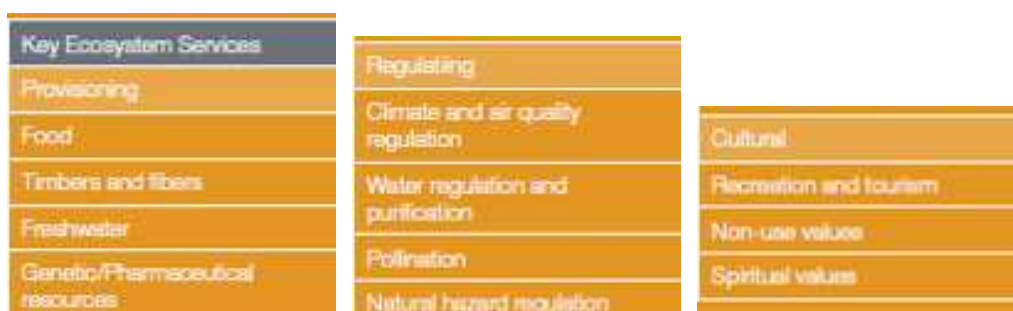 Key Ecosystem Services
Provisioning
Food
Timbers and fibers
Freshwater
Genetic/Pharmaceutical
resources
Regulatiing
Climate and air quality
regulation
Water regulation and
purification
Pollination
Natural hazard regulation
Cultural
Recreation and tourism
Non-use values
Spiritual values